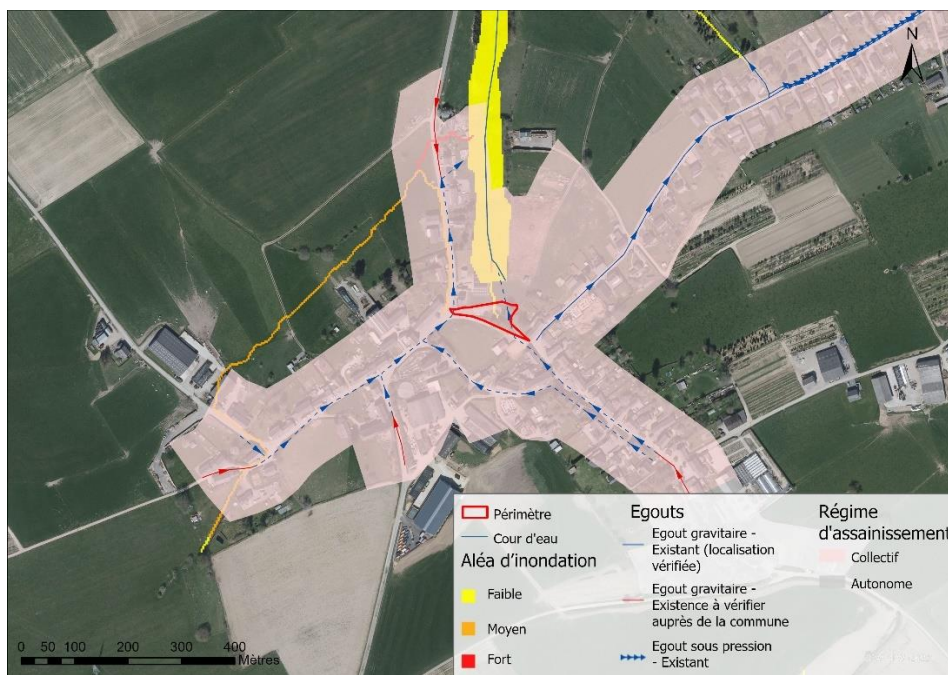 N
Périmètre
Cour d'eau
Aléa d'inondation
Faible
Moyen
Fort
Egouts
Egout gravitaire -
Existant (localisation
vérifiée)
Egout gravitaire -
Existence à vérifier
auprès de la commune
Egout sous pression
- Existant
Régime
d'assainissement
Collectif
Autonome
0 50 100 200 300 400
Mètres